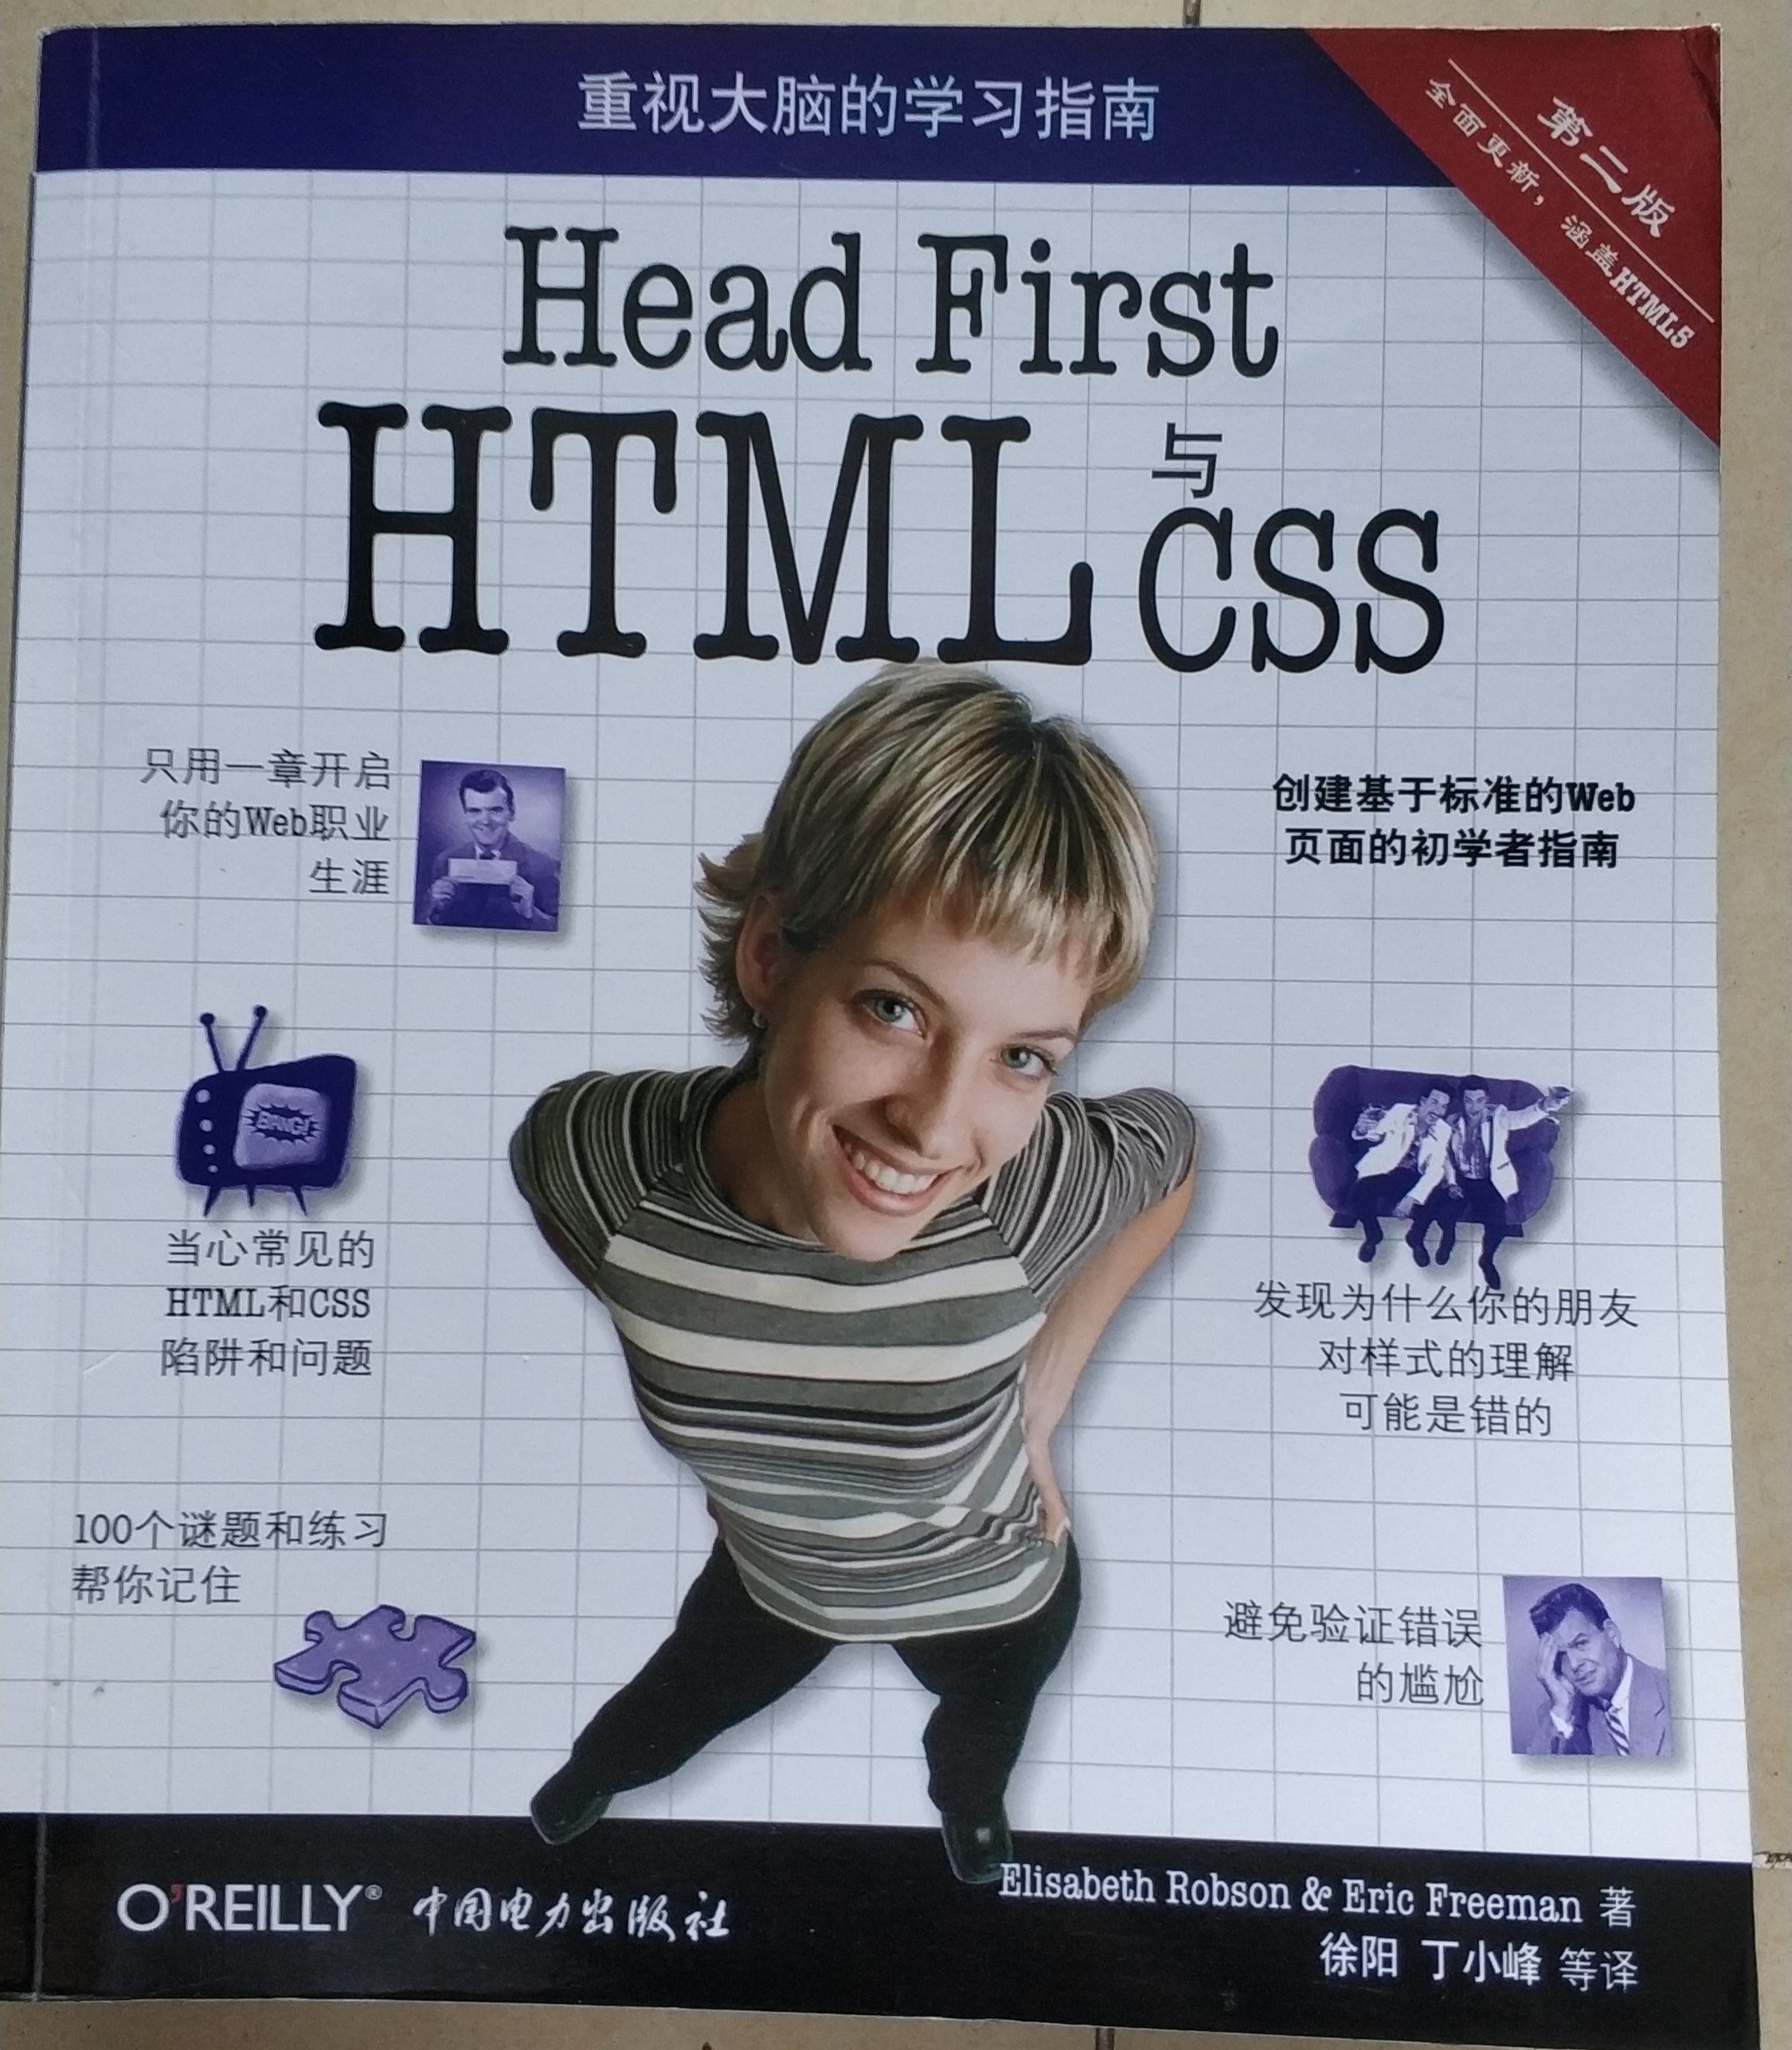 重视大脑的学习指南
第二版
全面更新，涵盖HTML5
Head First
HTML与CSS
只用一章开启
你的Web职业
生涯
创建基于标准的Web
页面的初学者指南
BANG!
当心常见的
HTML和CSS
陷阱和问题
发现为什么你的朋友
对样式的理解
可能是错的
100个谜题和练习
帮你记住
避免验证错误
的尴尬
O'REILLY® 中国电力出版社
Elisabeth Robson & Eric Freeman 著
徐阳 丁小峰 等译